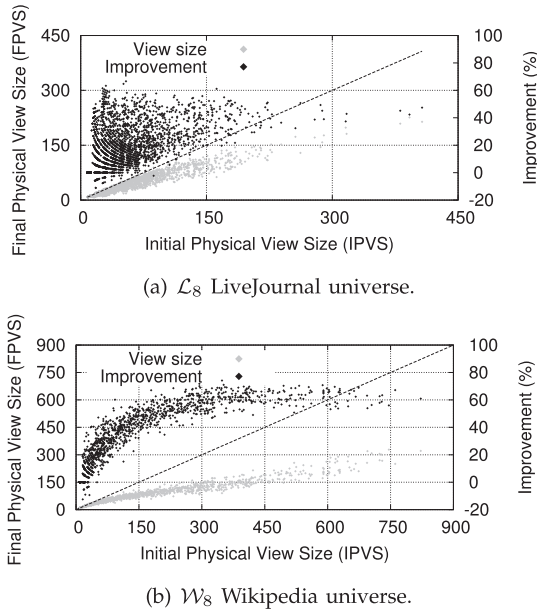 Final Physical View Size (FPVS)
450
300
150
0
View size
Improvement
100
80
60
40
20
0
-20
Improvement (%)
0 150 300 450
Initial Physical View Size (IPVS)
(a) ℒ₈ LiveJournal universe.
Final Physical View Size (FPVS)
900
750
600
450
300
150
0
View size
Improvement
100
80
60
40
20
0
-20
Improvement (%)
0 150 300 450 600 750 900
Initial Physical View Size (IPVS)
(b) 𝒲₈ Wikipedia universe.